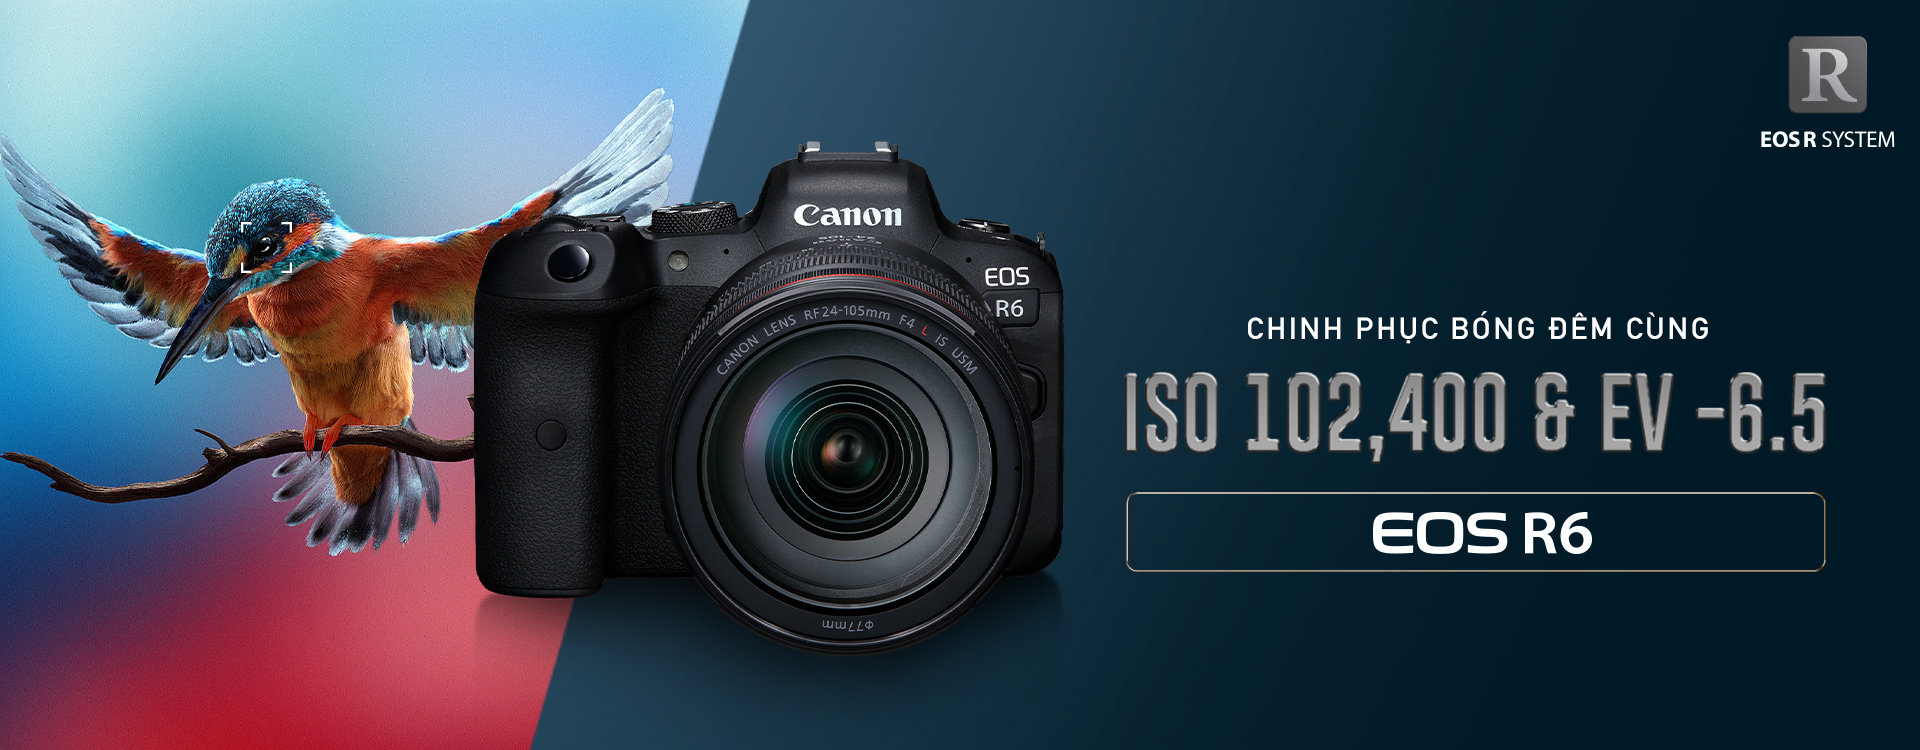 R
EOS R SYSTEM
Canon
EOS
R6
CANON LENS RF24-105mm F4 L IS USM
Φ77mm
CHINH PHỤC BÓNG ĐÊM CÙNG
ISO 102,400 & EV -6.5
EOS R6